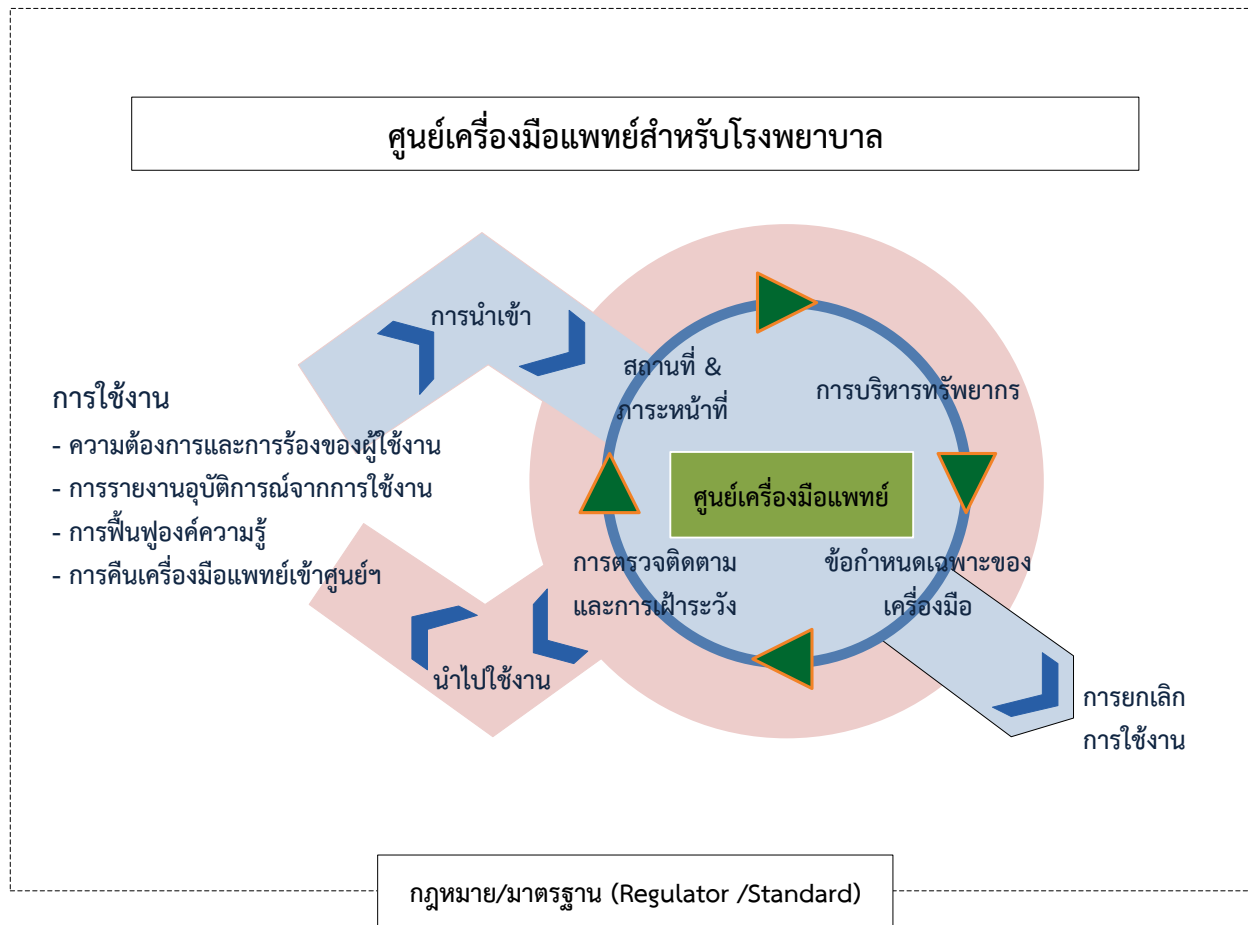 ศูนย์เครื่องมือแพทย์สำหรับโรงพยาบาล
การนำเข้า
สถานที่ &
ภาระหน้าที่
การบริหารทรัพยากร
การใช้งาน
- ความต้องการและการร้องของผู้ใช้งาน
- การรายงานอุบัติการณ์จากการใช้งาน
- การฟื้นฟูองค์ความรู้
- การคืนเครื่องมือแพทย์เข้าศูนย์ฯ
ศูนย์เครื่องมือแพทย์
การตรวจติดตาม
และการเฝ้าระวัง
ข้อกำหนดเฉพาะของ
เครื่องมือ
นำไปใช้งาน
การยกเลิก
การใช้งาน
กฎหมาย/มาตรฐาน (Regulator /Standard)